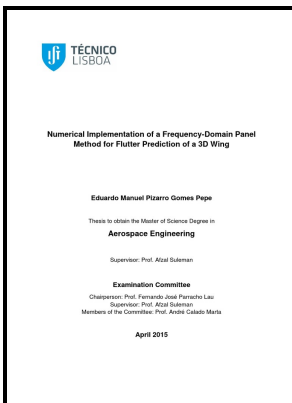 TÉCNICO
LISBOA
Numerical Implementation of a Frequency-Domain Panel
Method for Flutter Prediction of a 3D Wing
Eduardo Manuel Pizarro Gomes Pepe
Thesis to obtain the Master of Science Degree in
Aerospace Engineering
Supervisor: Prof. Afzal Suleman
Examination Committee
Chairperson: Prof. Fernando José Parracho Lau
Supervisor: Prof. Afzal Suleman
Members of the Committee: Prof. André Calado Marta
April 2015